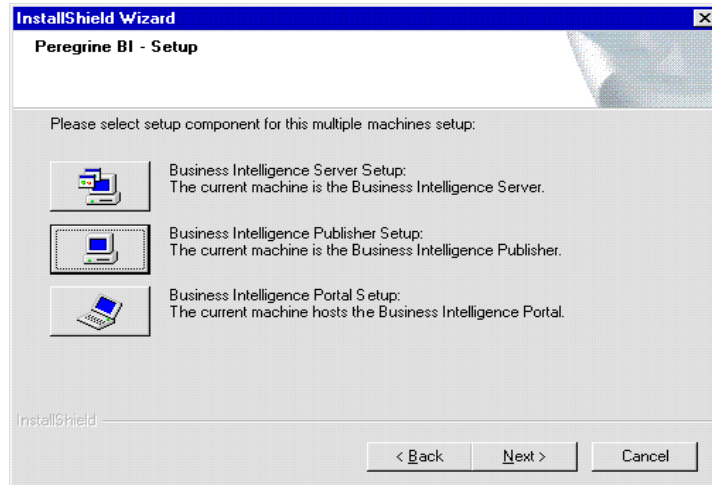 InstallShield Wizard
Peregrine BI - Setup
Please select setup component for this multiple machines setup:
Business Intelligence Server Setup:
The current machine is the Business Intelligence Server.
Business Intelligence Publisher Setup:
The current machine is the Business Intelligence Publisher.
Business Intelligence Portal Setup:
The current machine hosts the Business Intelligence Portal.
InstallShield
< Back Next > Cancel